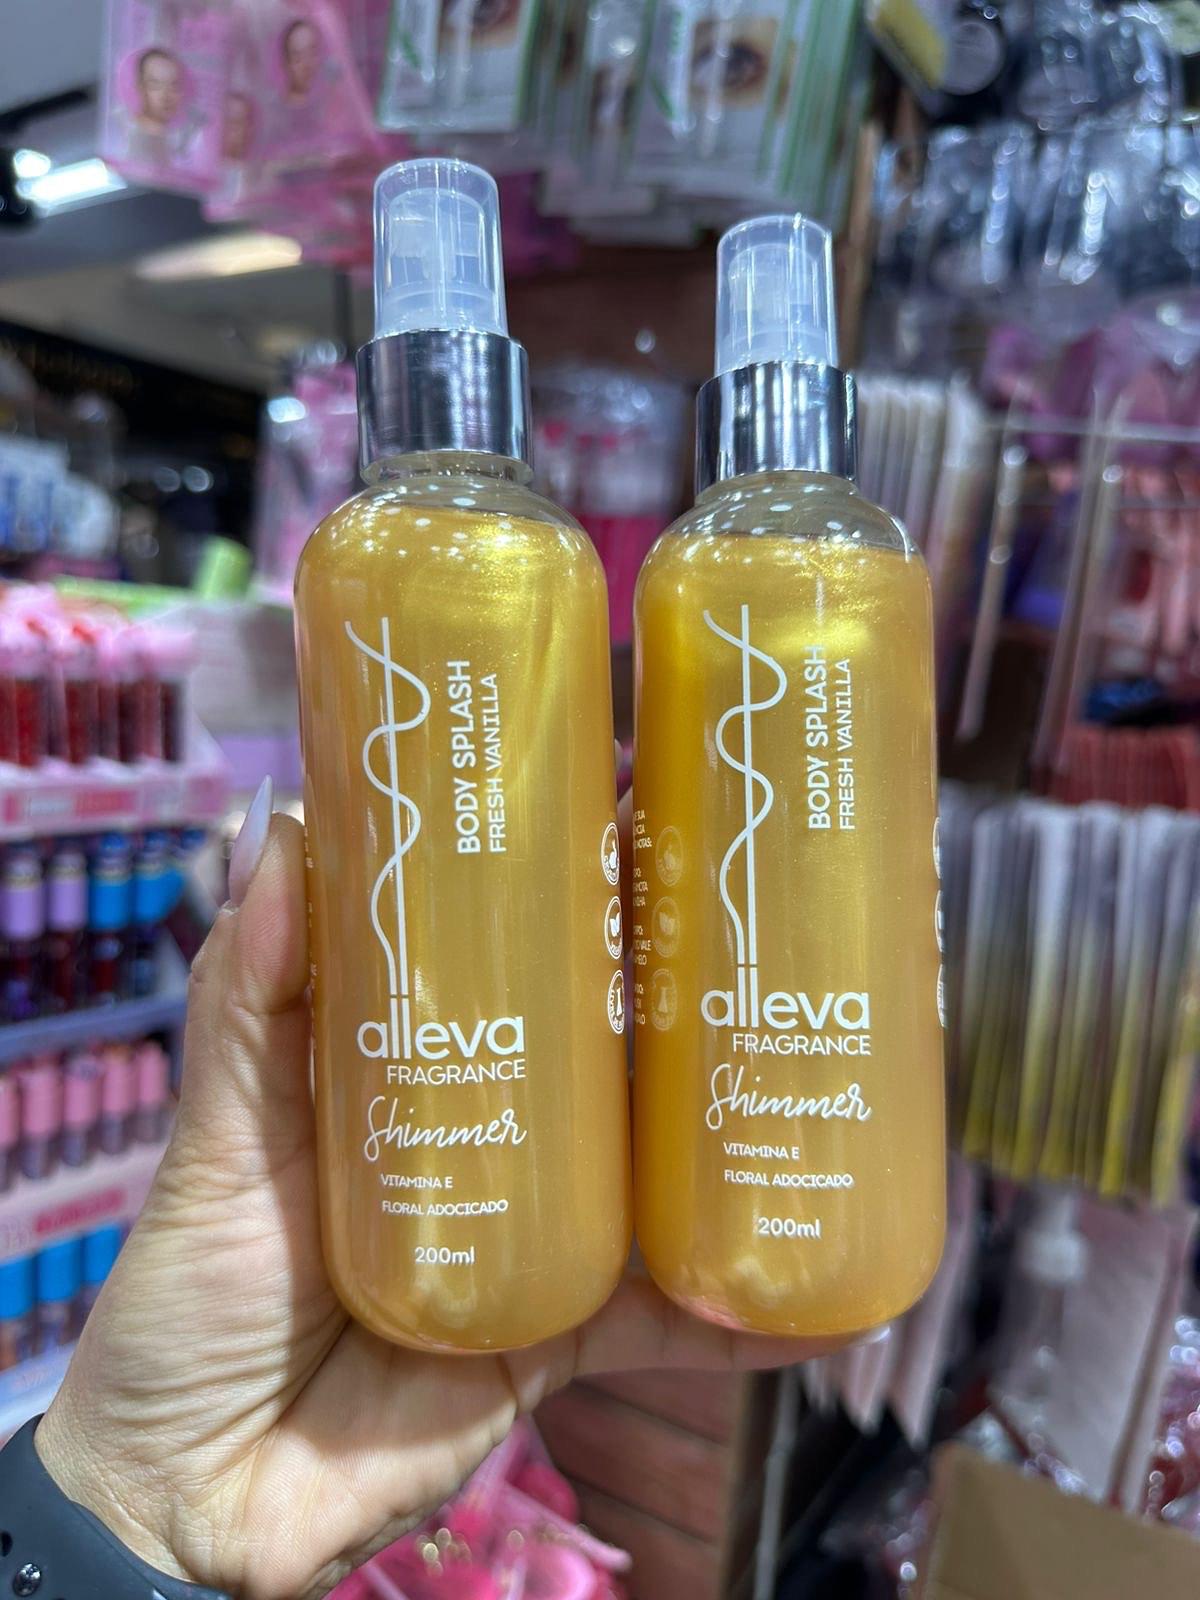 BODY SPLASH
FRESH VANILLA
alleva
FRAGRANCE
Shimmer
VITAMINA E
FLORAL ADOCICADO
200ml
BODY SPLASH
FRESH VANILLA
alleva
FRAGRANCE
Shimmer
VITAMINA E
FLORAL ADOCICADO
200ml